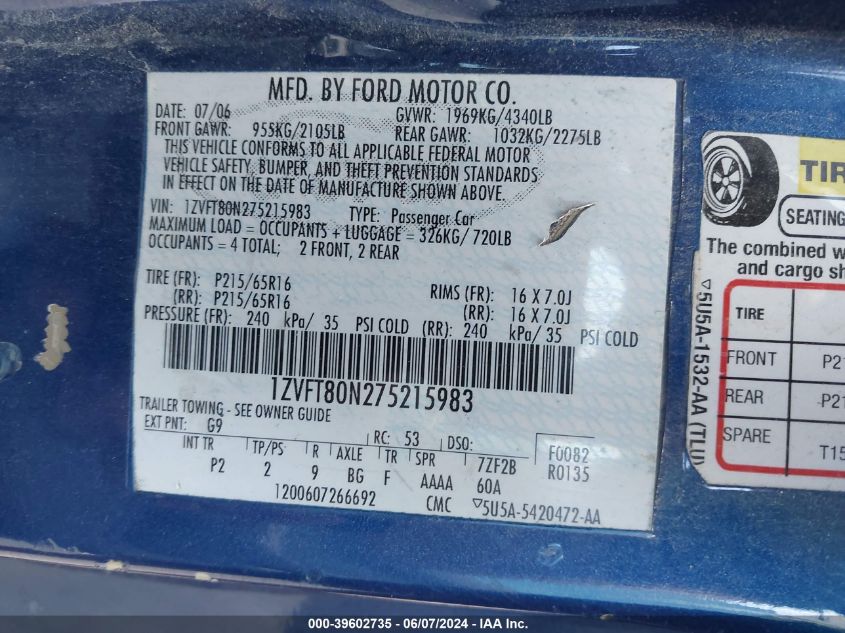 MFD. BY FORD MOTOR CO.
DATE: 07/06 GVWR: 1969KG/4340LB
FRONT GAWR: 955KG/2105LB REAR GAWR: 1032KG/2275LB
THIS VEHICLE CONFORMS TO ALL APPLICABLE FEDERAL MOTOR
VEHICLE SAFETY, BUMPER, AND THEFT PREVENTION STANDARDS
IN EFFECT ON THE DATE OF MANUFACTURE SHOWN ABOVE.
VIN: 1ZVFT80N275215983 TYPE: Passenger Car
MAXIMUM LOAD = OCCUPANTS + LUGGAGE = 326KG/720LB
OCCUPANTS = 4 TOTAL; 2 FRONT, 2 REAR
TIRE (FR): P215/65R16 RIMS (FR): 16 X 7.0J
(RR): P215/65R16 (RR): 16 X 7.0J
PRESSURE (FR): 240 kPa/ 35 PSI COLD (RR): 240 kPa/ 35 PSI COLD
1ZVFT80N275215983
TRAILER TOWING - SEE OWNER GUIDE
EXT PNT: G9 RC: 53 DSO: F0082
INT TR TP/PS R AXLE TR SPR 7ZF2B R0135
P2 2 9 BG F AAAA 60A
1200607266692 CMC ▽5U5A-5420472-AA
TIR
SEATING
The combined w
and cargo sh
TIRE
FRONT P21
REAR P21
SPARE T15
▽5U5A-1532-AA (TLU)
000-39602735 - 06/07/2024 - IAA Inc.